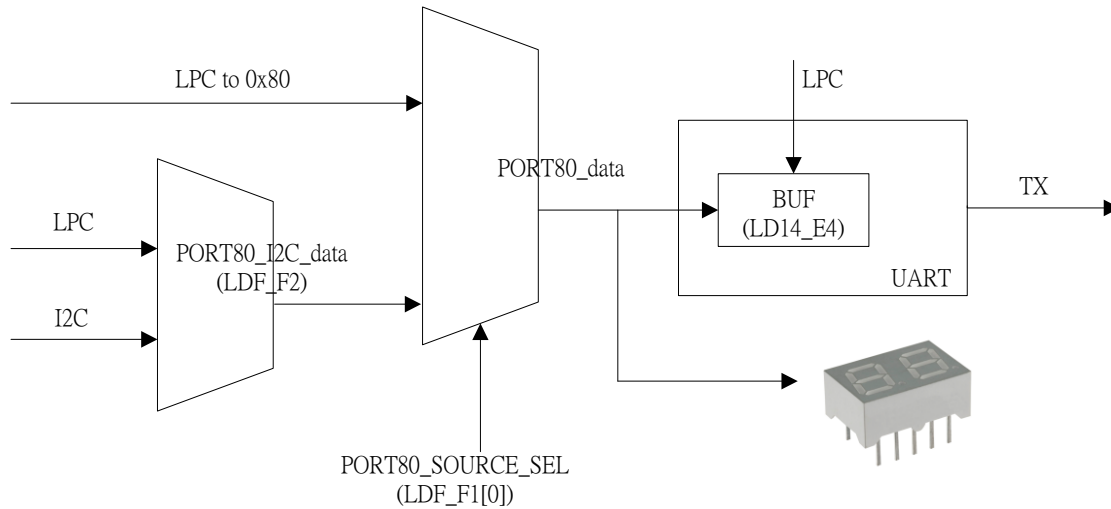 LPC to 0x80
LPC
PORT80_data
BUF
(LD14_E4)
TX
UART
LPC
PORT80_I2C_data
(LDF_F2)
I2C
PORT80_SOURCE_SEL
(LDF_F1[0])